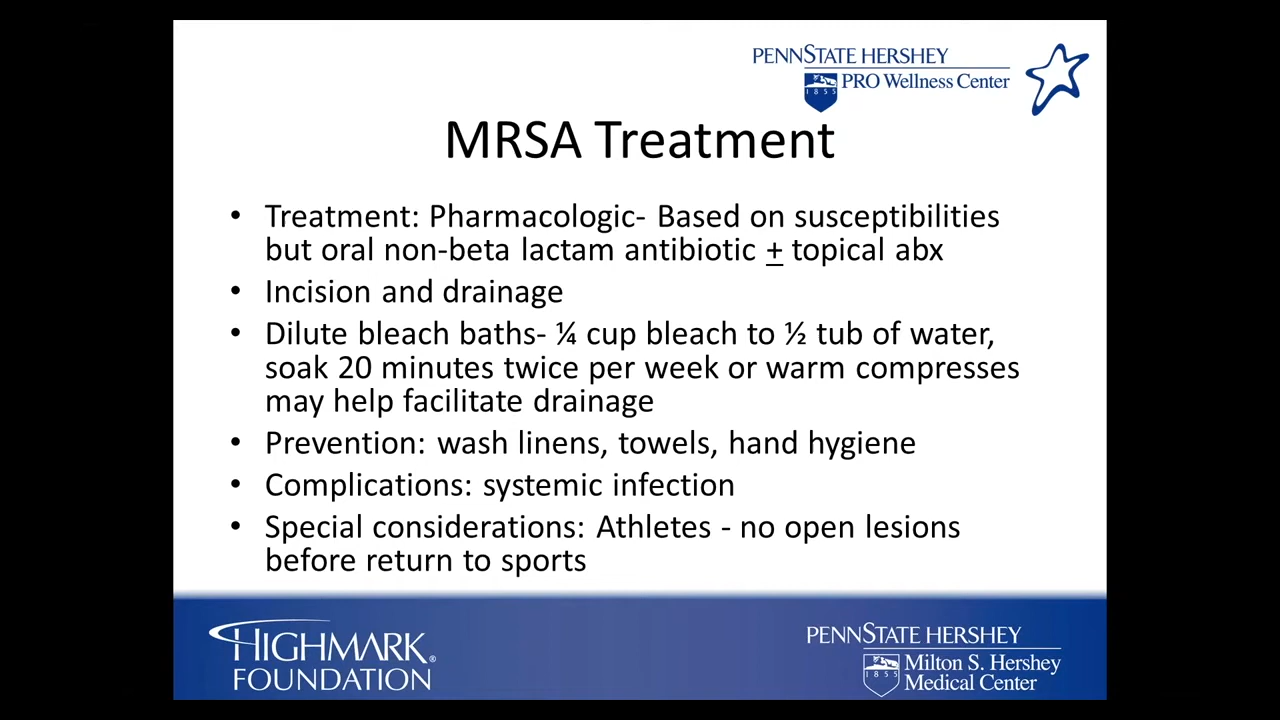 PENNSTATE HERSHEY
PRO Wellness Center
1855
MRSA Treatment
• Treatment: Pharmacologic- Based on susceptibilities
but oral non-beta lactam antibiotic + topical abx
• Incision and drainage
• Dilute bleach baths- ¼ cup bleach to ½ tub of water,
soak 20 minutes twice per week or warm compresses
may help facilitate drainage
• Prevention: wash linens, towels, hand hygiene
• Complications: systemic infection
• Special considerations: Athletes - no open lesions
before return to sports
HIGHMARK®
FOUNDATION
PENNSTATE HERSHEY
1855
Milton S. Hershey
Medical Center